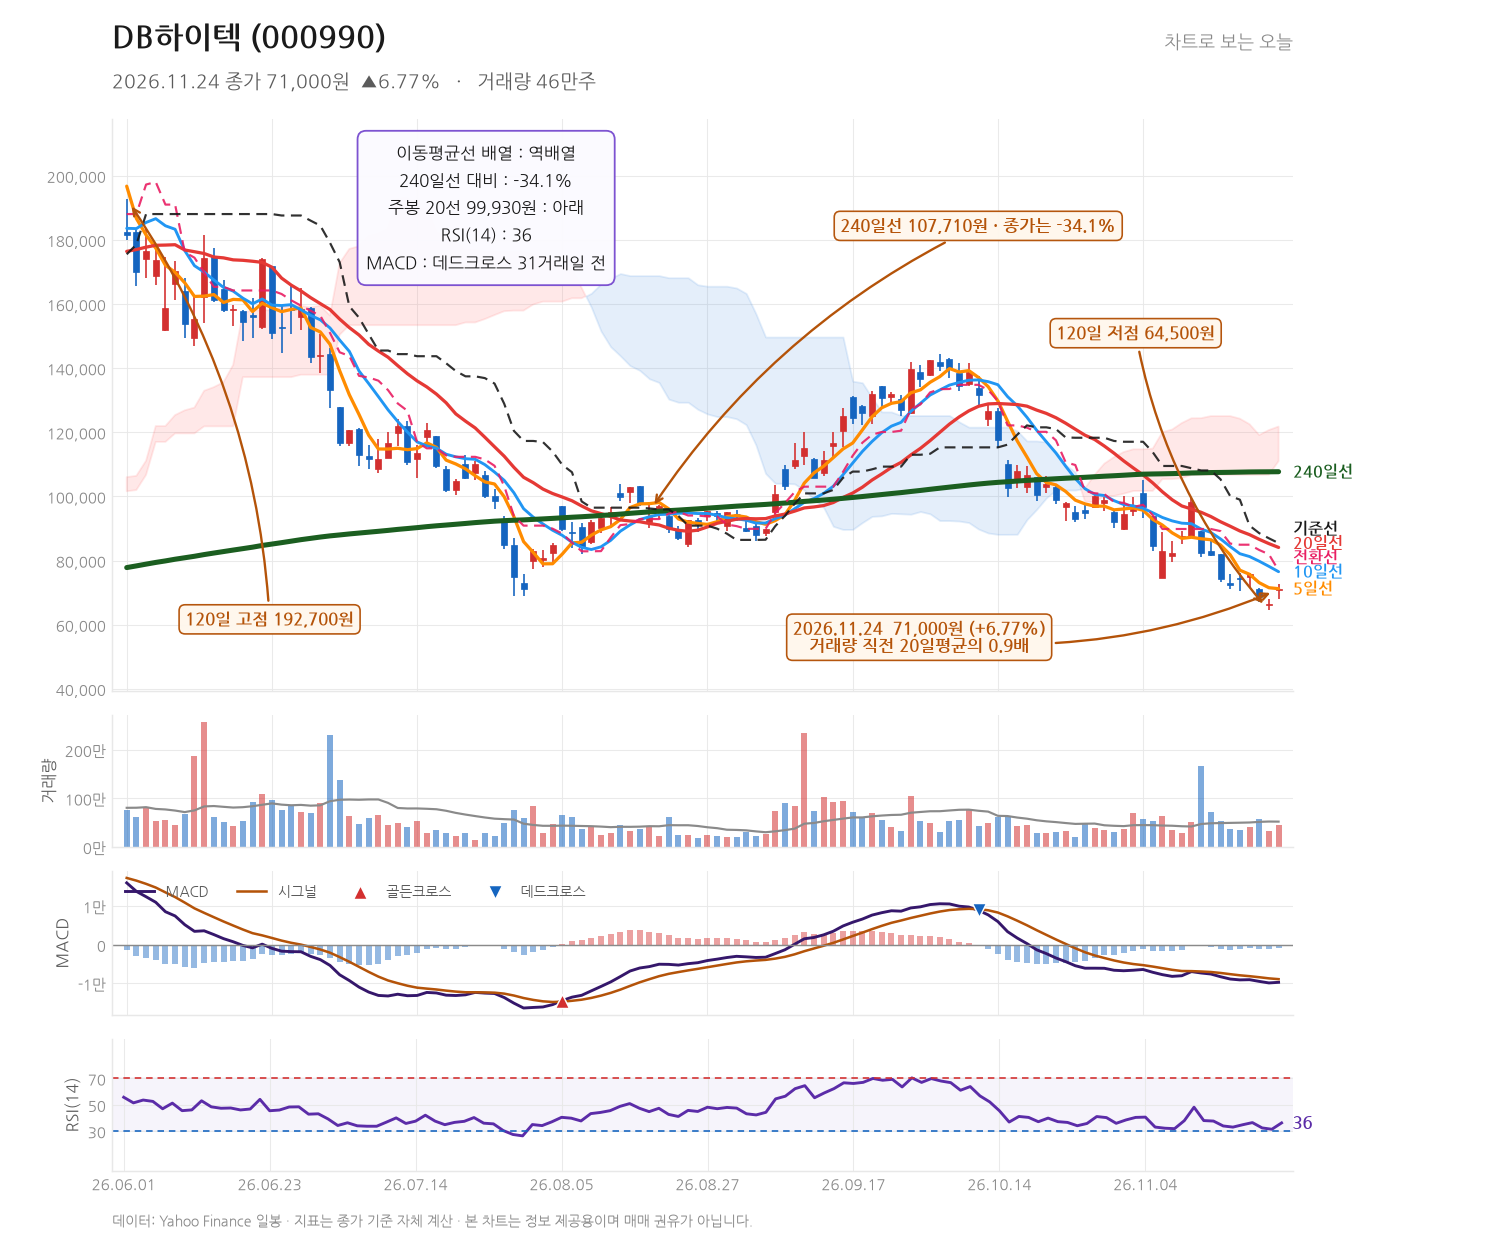 DB하이텍 (000990)
차트로 보는 오늘
2026.11.24 종가 71,000원 ▲6.77% · 거래량 46만주
이동평균선 배열 : 역배열
240일선 대비 : -34.1%
주봉 20선 99,930원 : 아래
RSI(14) : 36
MACD : 데드크로스 31거래일 전
240일선 107,710원 · 종가는 -34.1%
120일 저점 64,500원
120일 고점 192,700원
2026.11.24 71,000원 (+6.77%)
거래량 직전 20일평균의 0.9배
200,000
180,000
160,000
140,000
120,000
100,000
80,000
60,000
40,000
240일선
기준선
20일선
전환선
10일선
5일선
거래량
200만
100만
0만
MACD
MACD
시그널
골든크로스
데드크로스
1만
0
-1만
RSI(14)
70
50
30
36
26.06.01
26.06.23
26.07.14
26.08.05
26.08.27
26.09.17
26.10.14
26.11.04
데이터: Yahoo Finance 일봉 · 지표는 종가 기준 자체 계산 · 본 차트는 정보 제공용이며 매매 권유가 아닙니다.